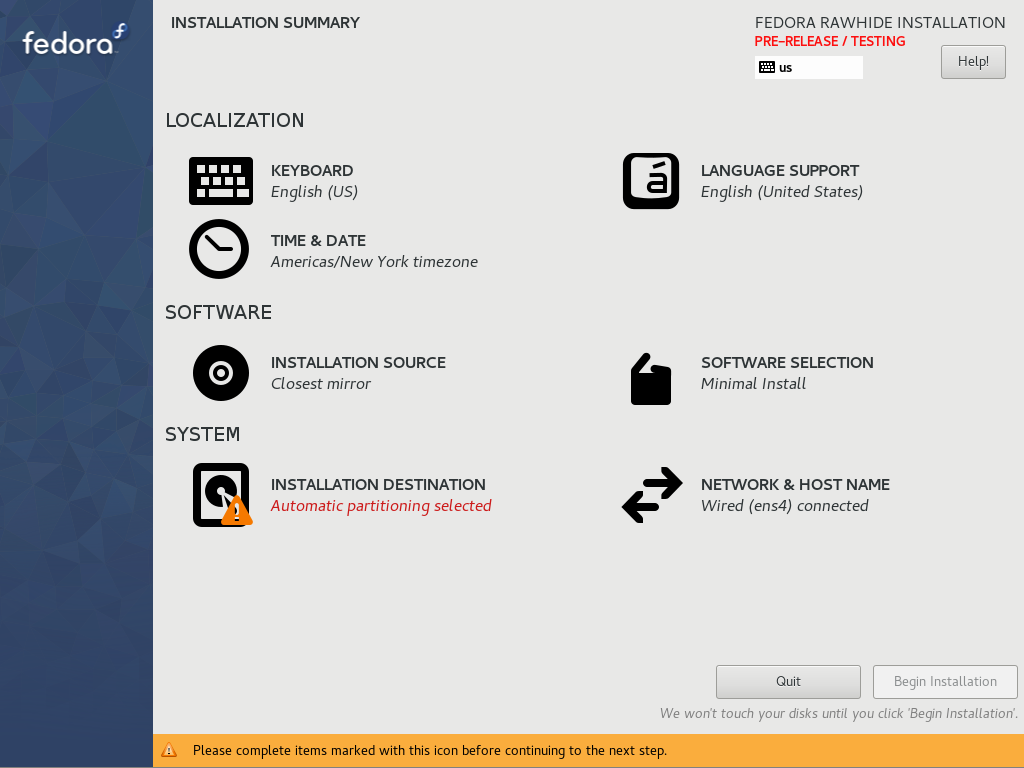 fedora
INSTALLATION SUMMARY
FEDORA RAWHIDE INSTALLATION
PRE-RELEASE / TESTING
us
Help!
LOCALIZATION
KEYBOARD
English (US)
LANGUAGE SUPPORT
English (United States)
TIME & DATE
Americas/New York timezone
SOFTWARE
INSTALLATION SOURCE
Closest mirror
SOFTWARE SELECTION
Minimal Install
SYSTEM
INSTALLATION DESTINATION
Automatic partitioning selected
NETWORK & HOST NAME
Wired (ens4) connected
Quit
Begin Installation
We won't touch your disks until you click 'Begin Installation'.
Please complete items marked with this icon before continuing to the next step.